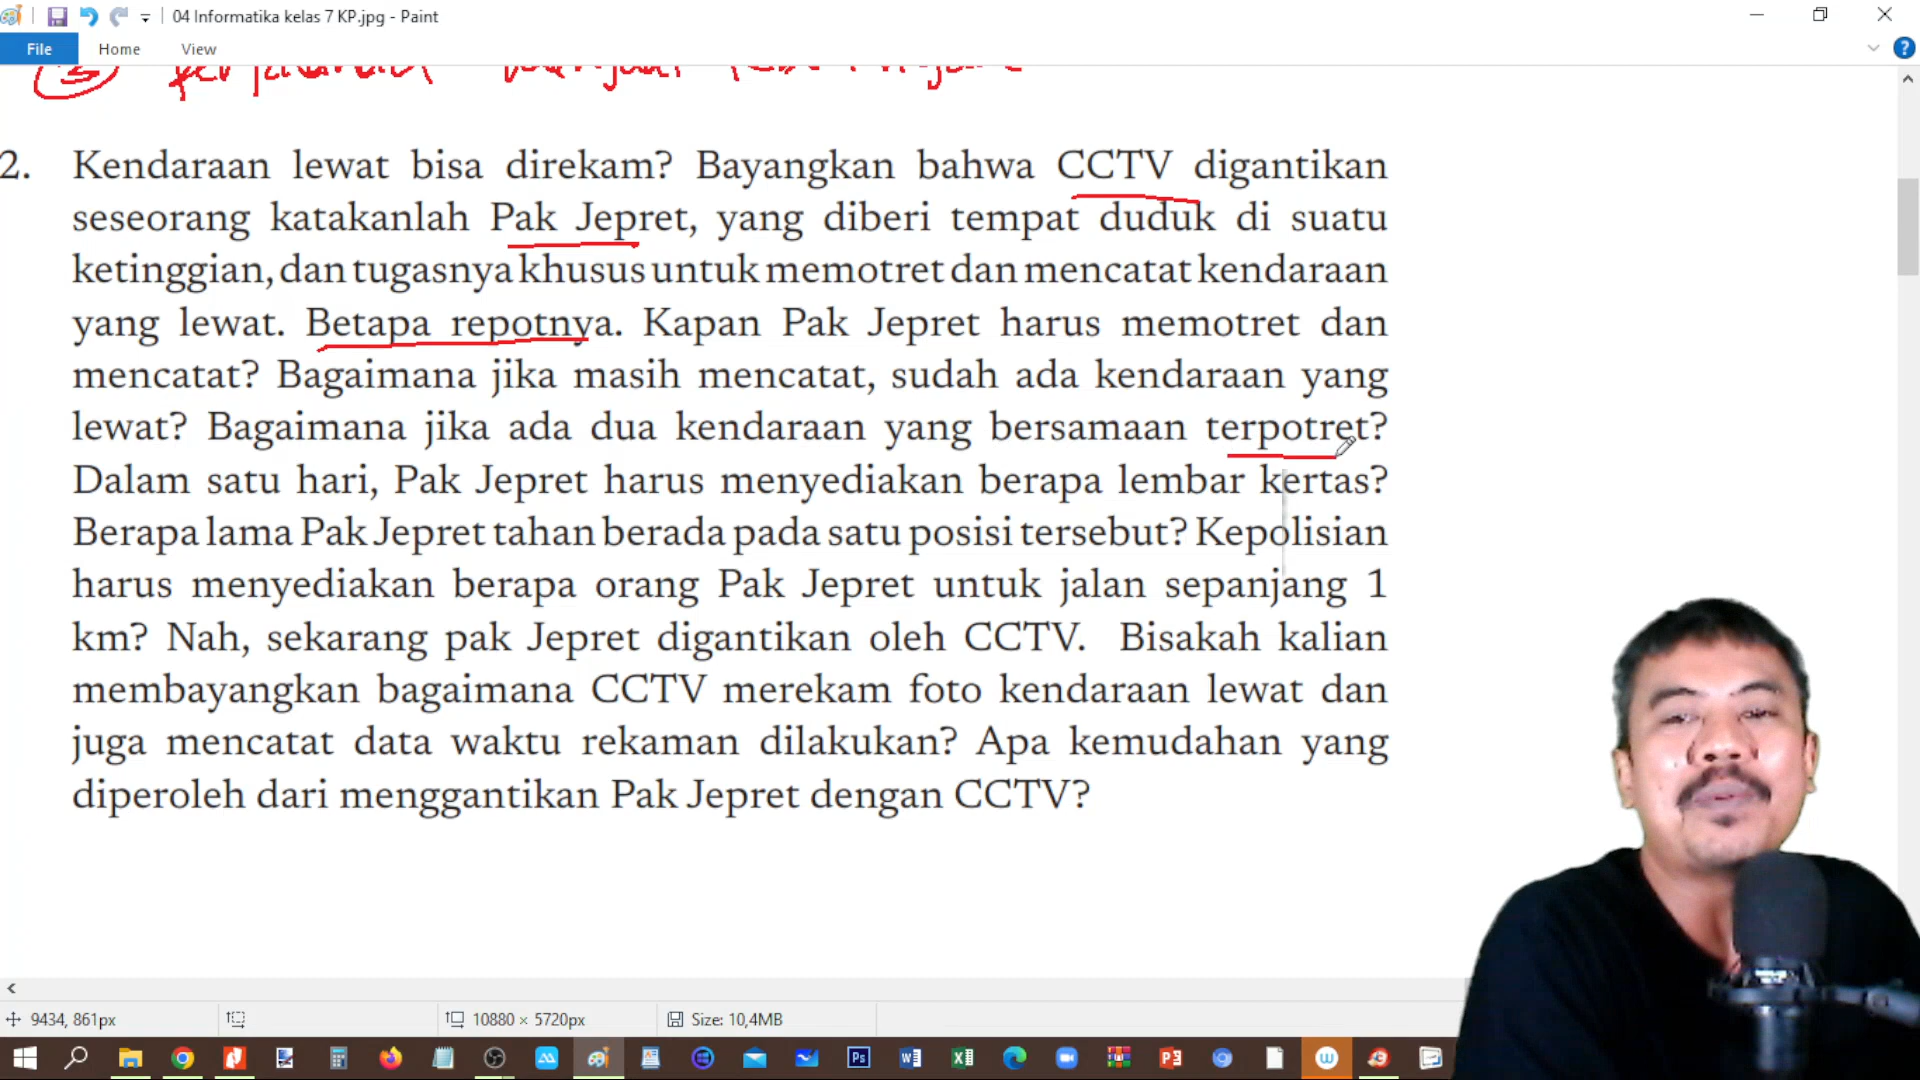 04 Informatika kelas 7 KP.jpg - Paint
File Home View
2. Kendaraan lewat bisa direkam? Bayangkan bahwa CCTV digantikan
seseorang katakanlah Pak Jepret, yang diberi tempat duduk di suatu
ketinggian, dan tugasnya khusus untuk memotret dan mencatat kendaraan
yang lewat. Betapa repotnya. Kapan Pak Jepret harus memotret dan
mencatat? Bagaimana jika masih mencatat, sudah ada kendaraan yang
lewat? Bagaimana jika ada dua kendaraan yang bersamaan terpotret?
Dalam satu hari, Pak Jepret harus menyediakan berapa lembar kertas?
Berapa lama Pak Jepret tahan berada pada satu posisi tersebut? Kepolisian
harus menyediakan berapa orang Pak Jepret untuk jalan sepanjang 1
km? Nah, sekarang pak Jepret digantikan oleh CCTV. Bisakah kalian
membayangkan bagaimana CCTV merekam foto kendaraan lewat dan
juga mencatat data waktu rekaman dilakukan? Apa kemudahan yang
diperoleh dari menggantikan Pak Jepret dengan CCTV?
9434, 861px 10880 × 5720px Size: 10,4MB